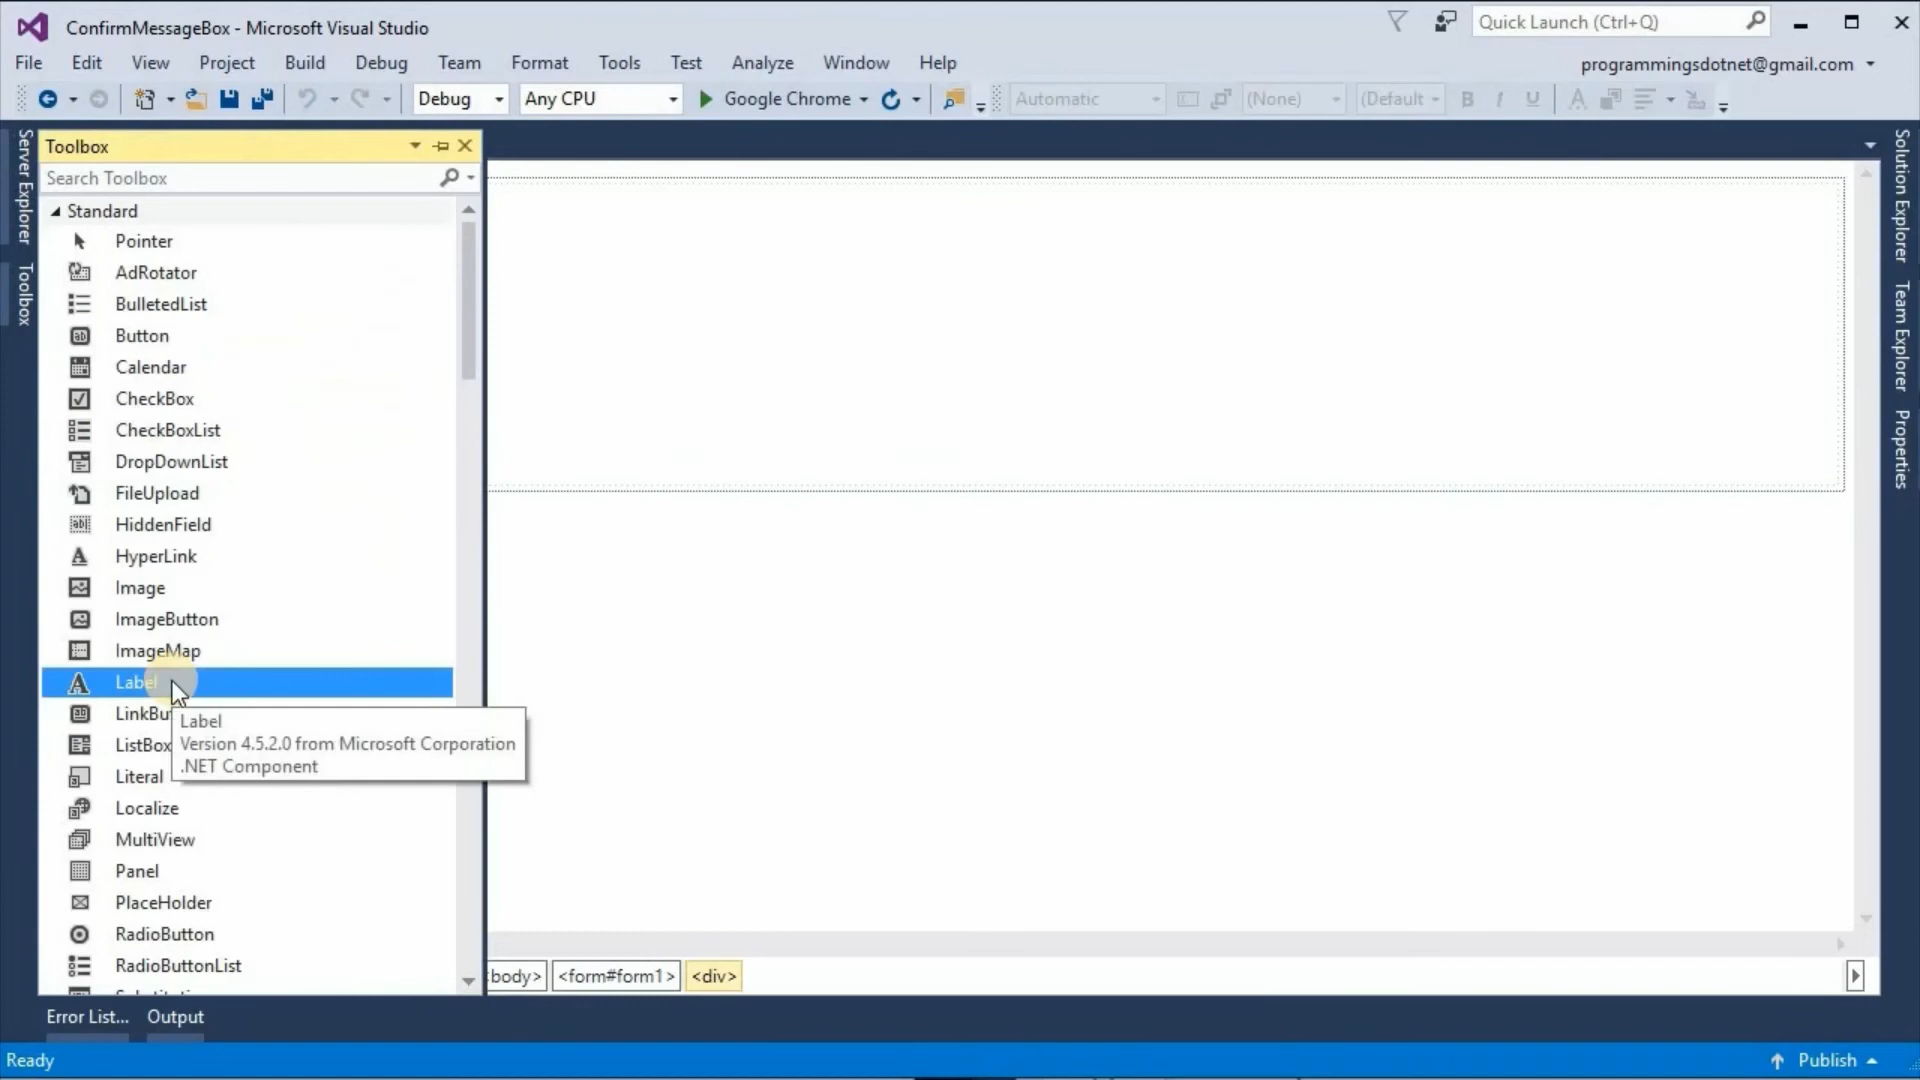 ConfirmMessageBox - Microsoft Visual Studio
Quick Launch (Ctrl+Q)
File Edit View Project Build Debug Team Format Tools Test Analyze Window Help
programmingsdotnet@gmail.com
Debug Any CPU Google Chrome Automatic (None) (Default B I U A
Server Explorer
Toolbox
Toolbox
Search Toolbox
Standard
Pointer
AdRotator
BulletedList
Button
Calendar
CheckBox
CheckBoxList
DropDownList
FileUpload
HiddenField
HyperLink
Image
ImageButton
ImageMap
Label
LinkBu
ListBox
Literal
Localize
MultiView
Panel
PlaceHolder
RadioButton
RadioButtonList
Label
Version 4.5.2.0 from Microsoft Corporation
.NET Component
Solution Explorer
Team Explorer
Properties
body> <form#form1> <div>
Error List... Output
Ready
Publish